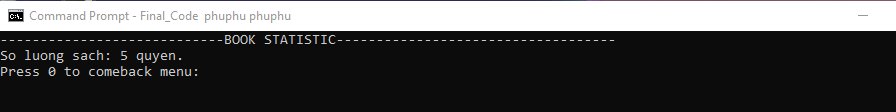 Command Prompt - Final_Code phuphu phuphu
----------------------------BOOK STATISTIC-----------------------------------
So luong sach: 5 quyen.
Press 0 to comeback menu: